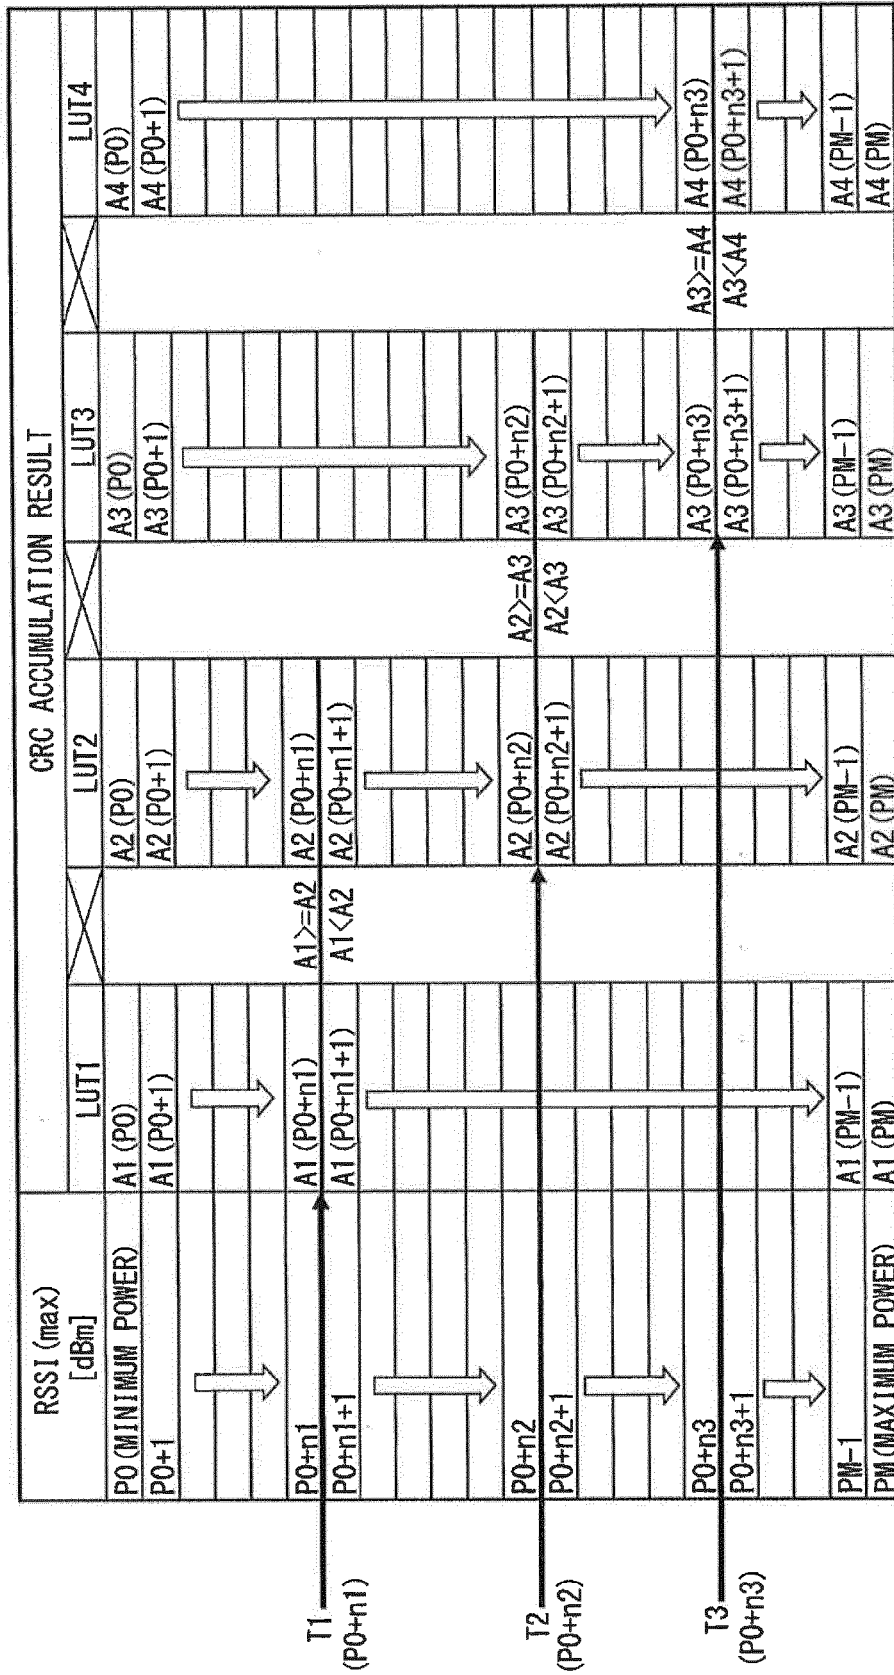 CRC ACCUMULATION RESULT
RSSI(max)
[dBm]
LUT1
LUT2
LUT3
LUT4
P0(MINIMUM POWER)
A1(P0)
A2(P0)
A3(P0)
A4(P0)
P0+1
A1(P0+1)
A2(P0+1)
A3(P0+1)
A4(P0+1)
P0+n1
A1(P0+n1)
A1>=A2
A2(P0+n1)
T1
(P0+n1)
P0+n1+1
A1(P0+n1+1)
A1<A2
A2(P0+n1+1)
P0+n2
A2(P0+n2)
A2>=A3
A3(P0+n2)
T2
(P0+n2)
P0+n2+1
A2(P0+n2+1)
A2<A3
A3(P0+n2+1)
P0+n3
A3(P0+n3)
A3>=A4
A4(P0+n3)
T3
(P0+n3)
P0+n3+1
A3(P0+n3+1)
A3<A4
A4(P0+n3+1)
PM-1
A1(PM-1)
A2(PM-1)
A3(PM-1)
A4(PM-1)
PM(MAXIMUM POWER)
A1(PM)
A2(PM)
A3(PM)
A4(PM)